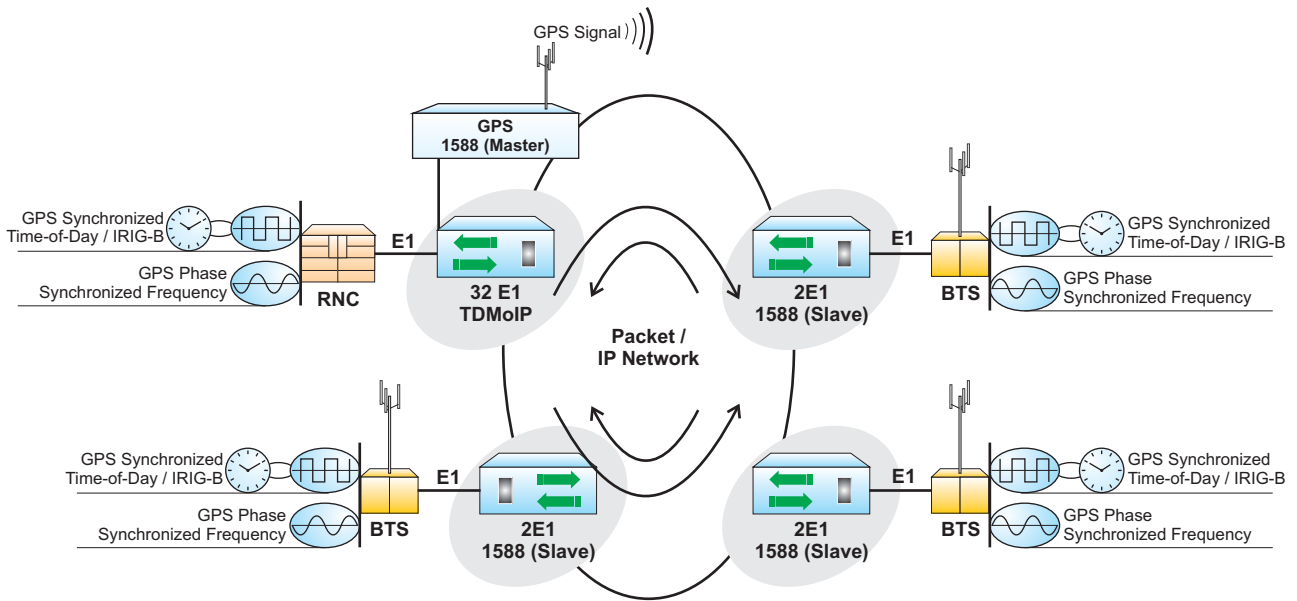 GPS Signal
GPS
1588 (Master)
GPS Synchronized
Time-of-Day / IRIG-B
GPS Phase
Synchronized Frequency
RNC
E1
32 E1
TDMoIP
2E1
1588 (Slave)
E1
BTS
GPS Synchronized
Time-of-Day / IRIG-B
GPS Phase
Synchronized Frequency
Packet /
IP Network
GPS Synchronized
Time-of-Day / IRIG-B
GPS Phase
Synchronized Frequency
BTS
E1
2E1
1588 (Slave)
2E1
1588 (Slave)
E1
BTS
GPS Synchronized
Time-of-Day / IRIG-B
GPS Phase
Synchronized Frequency